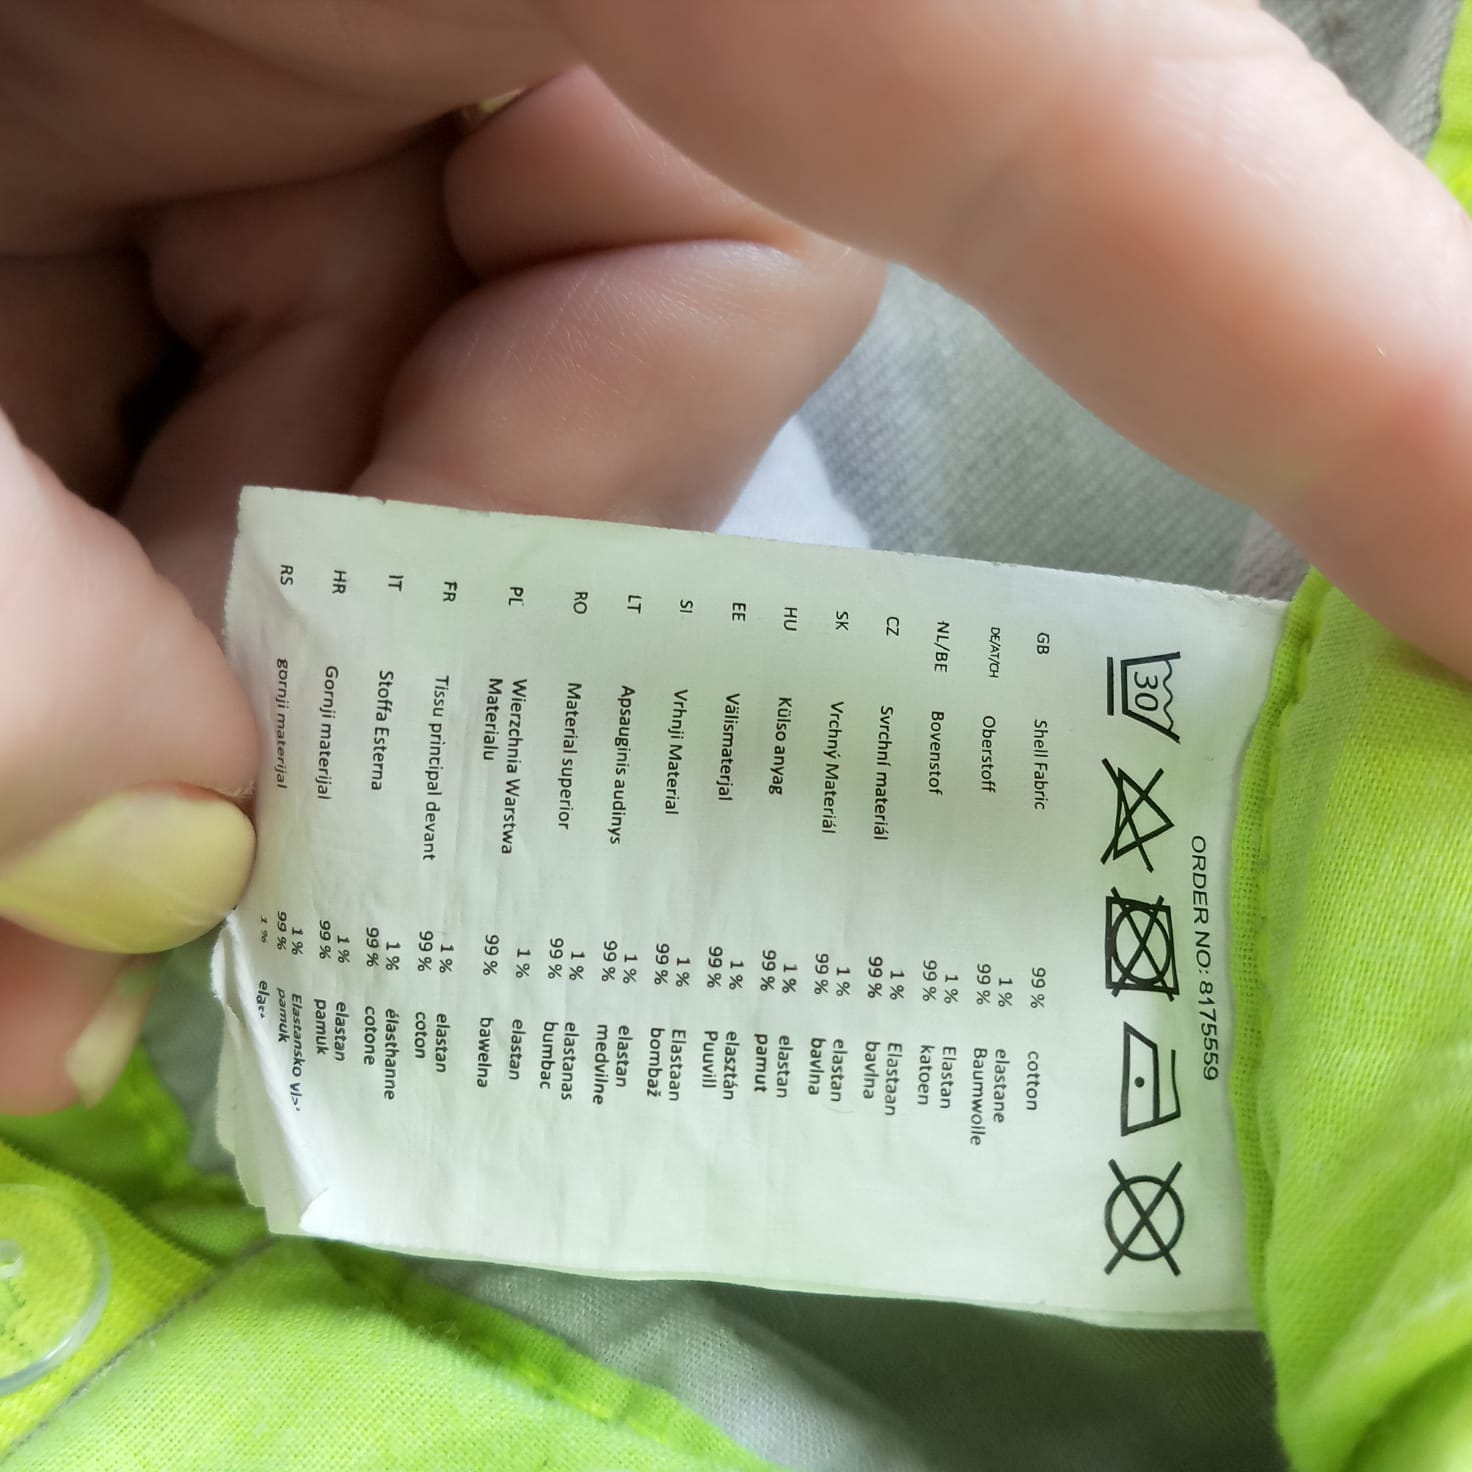 ORDER NO: 8175559
30
GB Shell Fabric 99 % cotton
1 % elastane
DE/AT/CH Oberstoff 99 % Baumwolle
1 % Elastan
NL/BE Bovenstof 99 % katoen
1 % Elastaan
CZ Svrchní materiál 99 % bavlna
1 % elastan
SK Vrchný Materiál 99 % bavlna
1 % elastan
HU Külso anyag 99 % pamut
1 % elasztán
EE Välismaterjal 99 % Puuvill
1 % Elastaan
SI Vrhnji Material 99 % bombaž
1 % elastan
LT Apsauginis audinys 99 % medvilne
1 % elastanas
RO Material superior 99 % bumbac
1 % elastan
PL Wierzchnia Warstwa 99 % bawelna
Materialu
1 % elastan
FR Tissu principal devant 99 % coton
1 % élasthanne
IT Stoffa Esterna 99 % cotone
1 % elastan
HR Gornji materijal 99 % pamuk
1 % Elastansko
RS gornji materijal 99 % pamuk
1 %